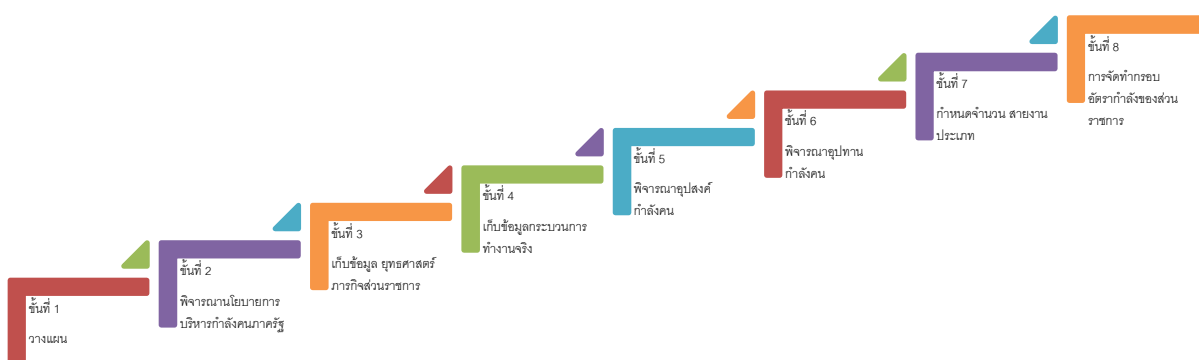 ขั้นที่ 1
วางแผน
ขั้นที่ 2
พิจารณานโยบายการ
บริหารกำลังคนภาครัฐ
ขั้นที่ 3
เก็บข้อมูล ยุทธศาสตร์
ภารกิจส่วนราชการ
ขั้นที่ 4
เก็บข้อมูลกระบวนการ
ทำงานจริง
ขั้นที่ 5
พิจารณาอุปสงค์
กำลังคน
ขั้นที่ 6
พิจารณาอุปทาน
กำลังคน
ขั้นที่ 7
กำหนดจำนวน สายงาน
ประเภท
ขั้นที่ 8
การจัดทำกรอบ
อัตรากำลังของส่วน
ราชการ